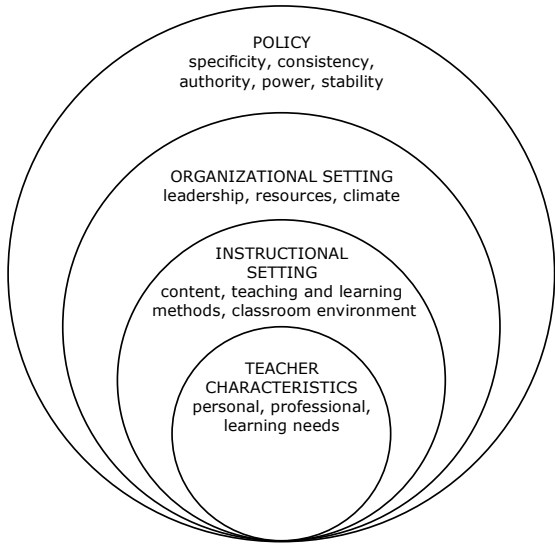 POLICY
specificity, consistency,
authority, power, stability
ORGANIZATIONAL SETTING
leadership, resources, climate
INSTRUCTIONAL
SETTING
content, teaching and learning
methods, classroom environment
TEACHER
CHARACTERISTICS
personal, professional,
learning needs